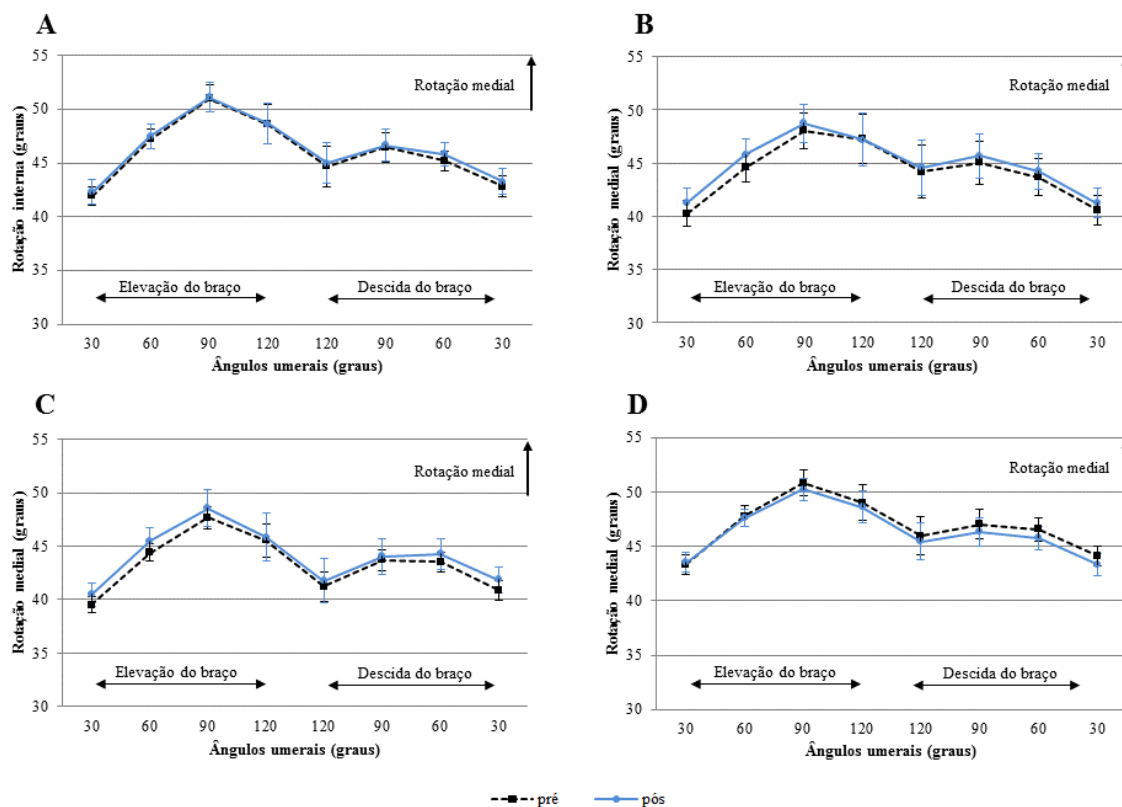 A
Rotação interna (graus)
55
50
45
40
35
30
Rotação medial
Elevação do braço
Descida do braço
30 60 90 120 120 90 60 30
Ângulos umerais (graus)
B
Rotação medial (graus)
55
50
45
40
35
30
Rotação medial
Elevação do braço
Descida do braço
30 60 90 120 120 90 60 30
Ângulos umerais (graus)
C
Rotação medial (graus)
55
50
45
40
35
30
Rotação medial
Elevação do braço
Descida do braço
30 60 90 120 120 90 60 30
Ângulos umerais (graus)
D
Rotação medial (graus)
55
50
45
40
35
30
Rotação medial
Elevação do braço
Descida do braço
30 60 90 120 120 90 60 30
Ângulos umerais (graus)
pré
pós